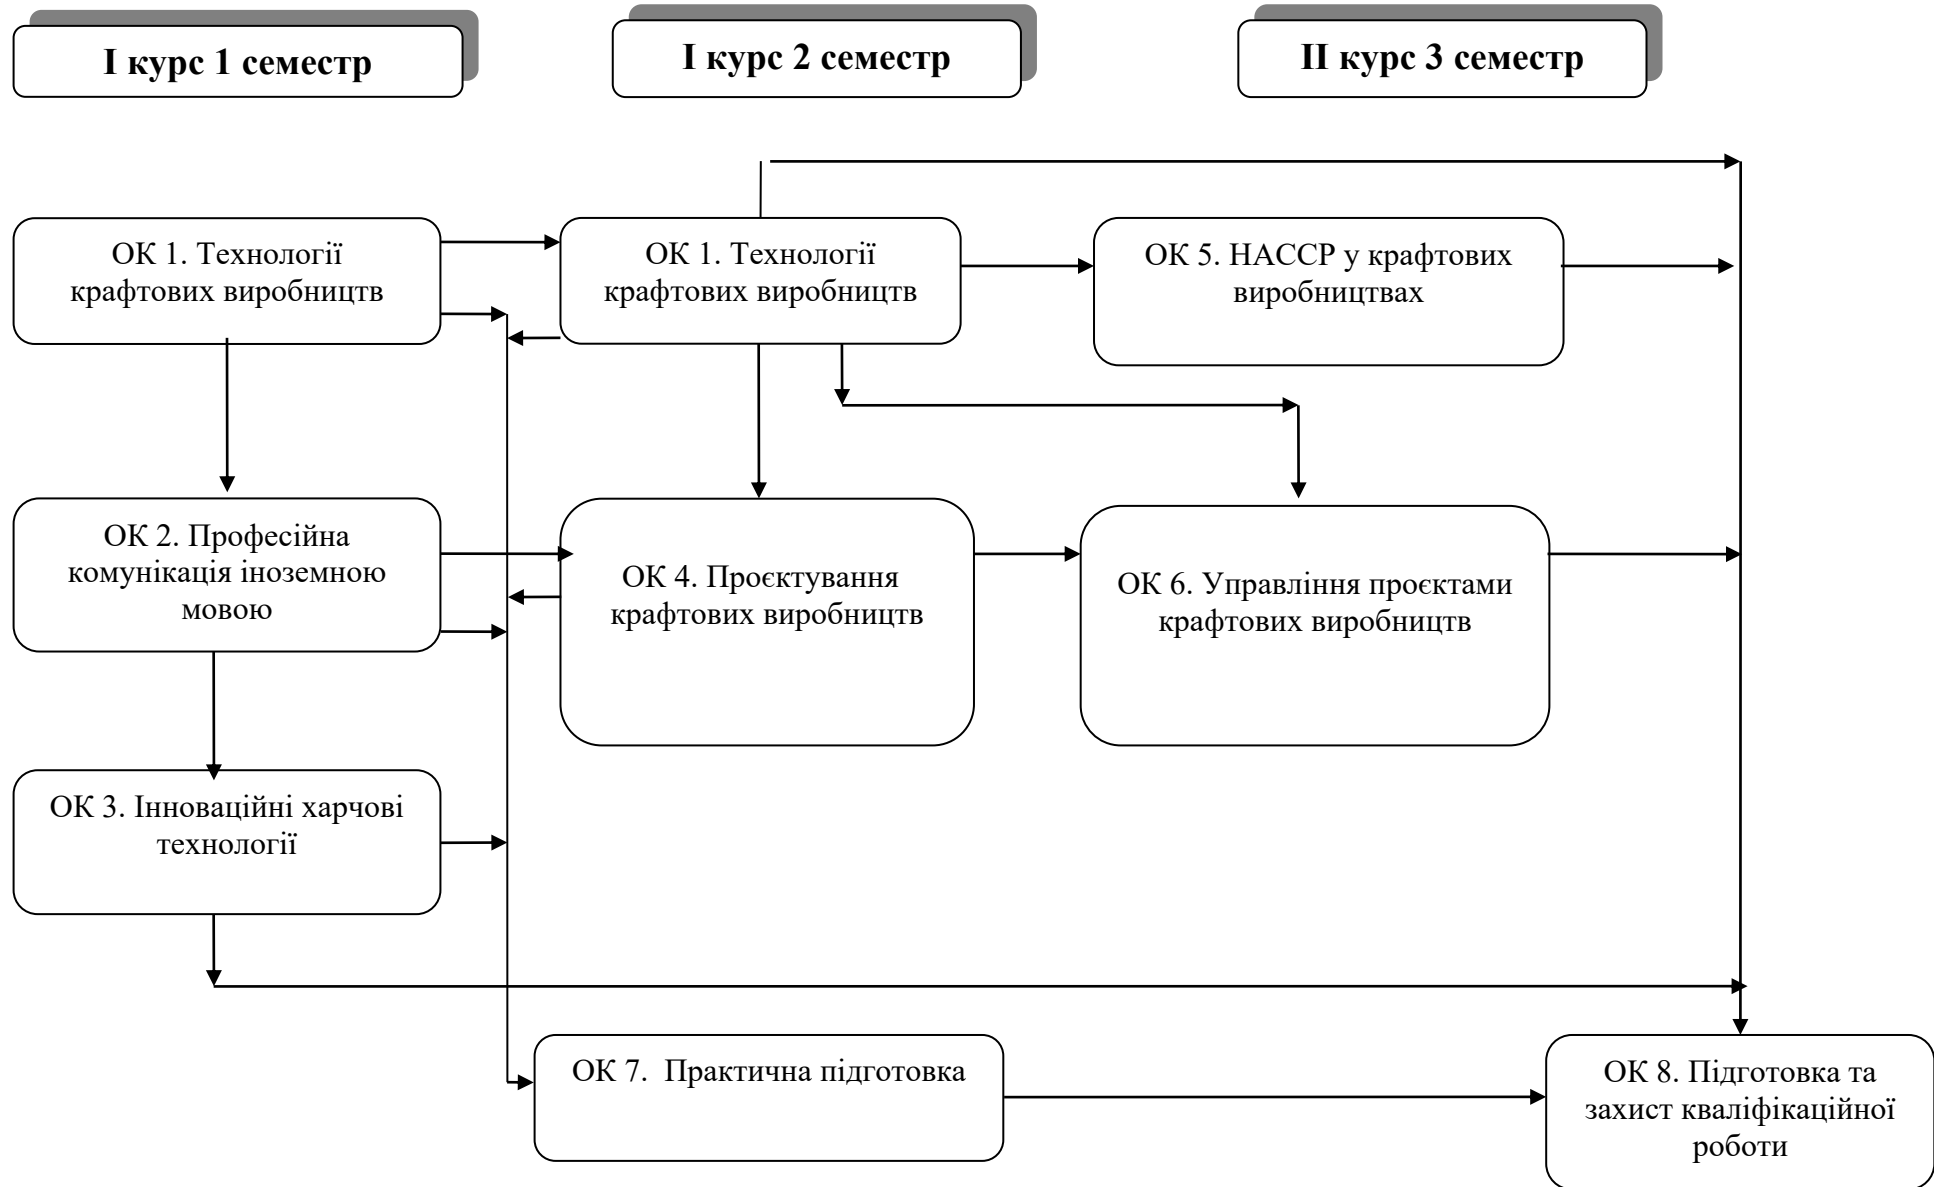 І курс 1 семестр
І курс 2 семестр
ІІ курс 3 семестр
ОК 1. Технології
крафтових виробництв
ОК 1. Технології
крафтових виробництв
ОК 5. НАССР у крафтових
виробництвах
ОК 2. Професійна
комунікація іноземною
мовою
ОК 4. Проєктування
крафтових виробництв
ОК 6. Управління проєктами
крафтових виробництв
ОК 3. Інноваційні харчові
технології
ОК 7.  Практична підготовка
ОК 8. Підготовка та
захист кваліфікаційної
роботи